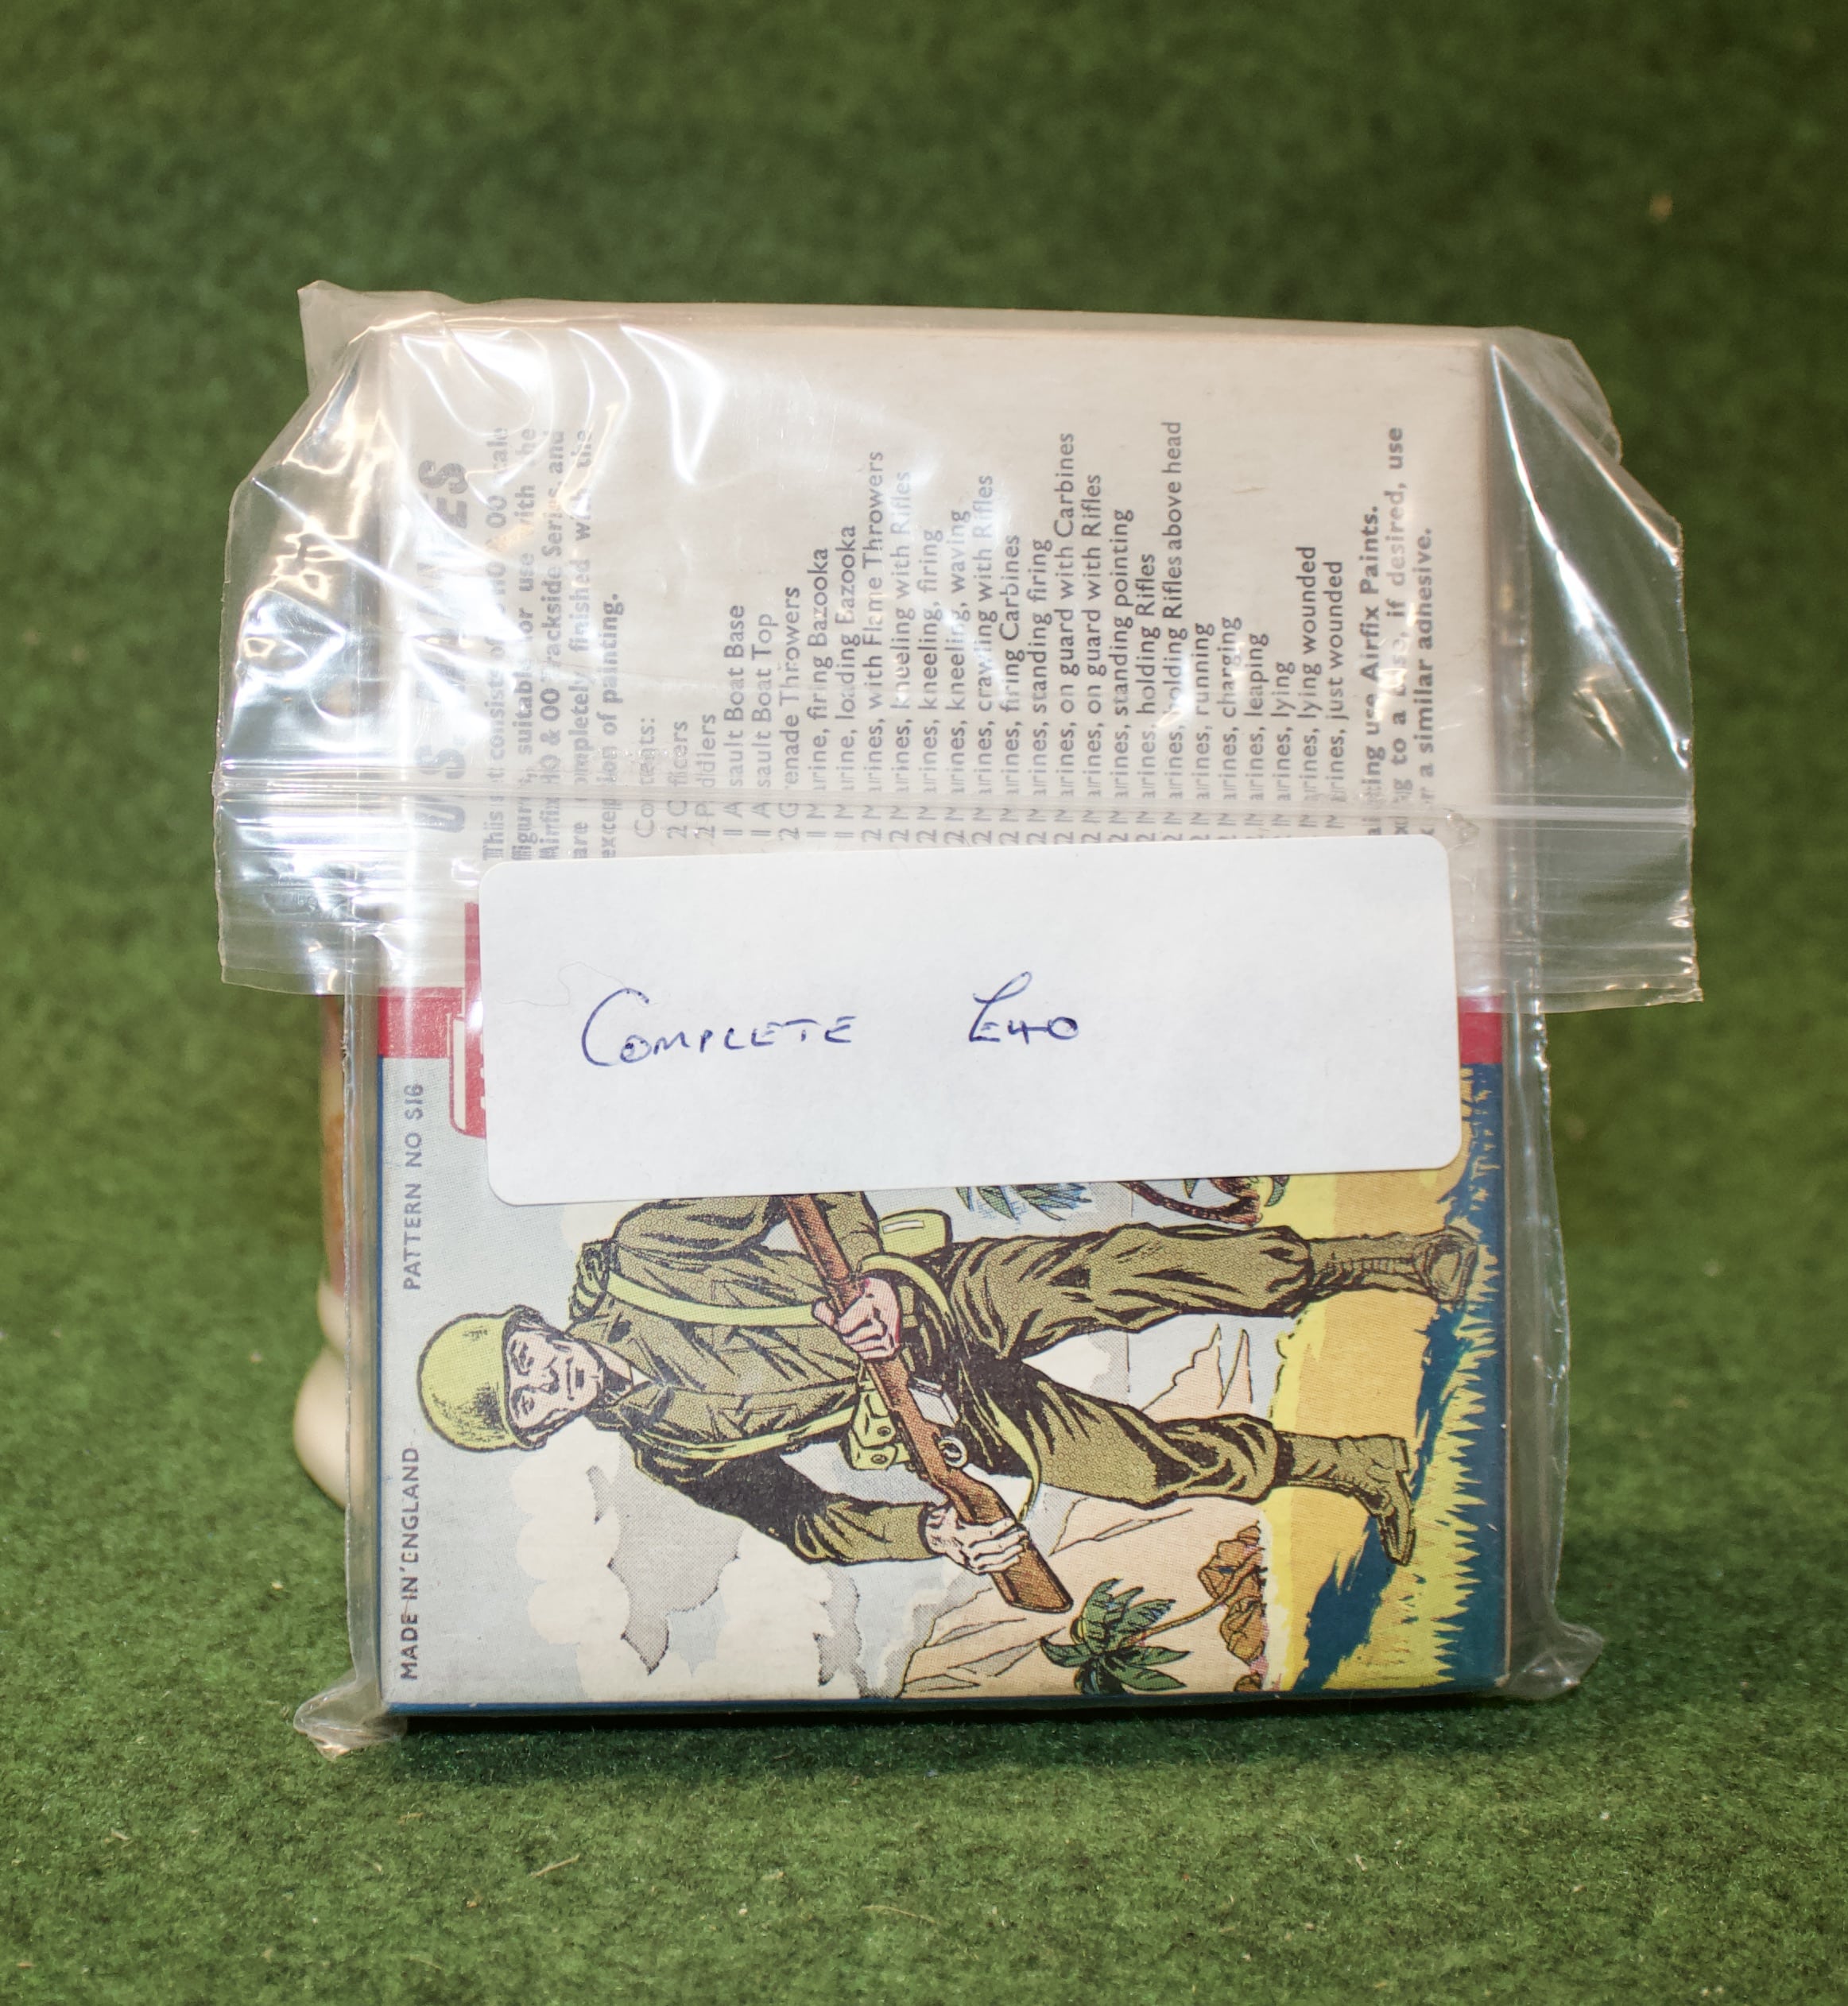 COMPLETE £40
US MARINES
This set consists of HO/OO scale
figures, suitable for use with the
Airfix HO & OO Trackside Series, and
are completely finished with the
exception of painting.
Contents:
2 Officers
2 Paddlers
1 Assault Boat Base
1 Assault Boat Top
2 Grenade Throwers
1 Marine, firing Bazooka
1 Marine, loading Bazooka
2 Marines, with Flame Throwers
2 Marines, kneeling with Rifles
2 Marines, kneeling, firing
2 Marines, kneeling, waving
2 Marines, crawling with Rifles
2 Marines, firing Carbines
2 Marines, standing firing
2 Marines, on guard with Carbines
2 Marines, on guard with Rifles
2 Marines, standing pointing
2 Marines, holding Rifles
2 Marines, holding Rifles above head
2 Marines, running
2 Marines, charging
2 Marines, leaping
2 Marines, lying
Marines, lying wounded
Marines, just wounded
painting use Airfix Paints.
to a base, if desired, use
or a similar adhesive.
MADE IN ENGLAND PATTERN NO S16